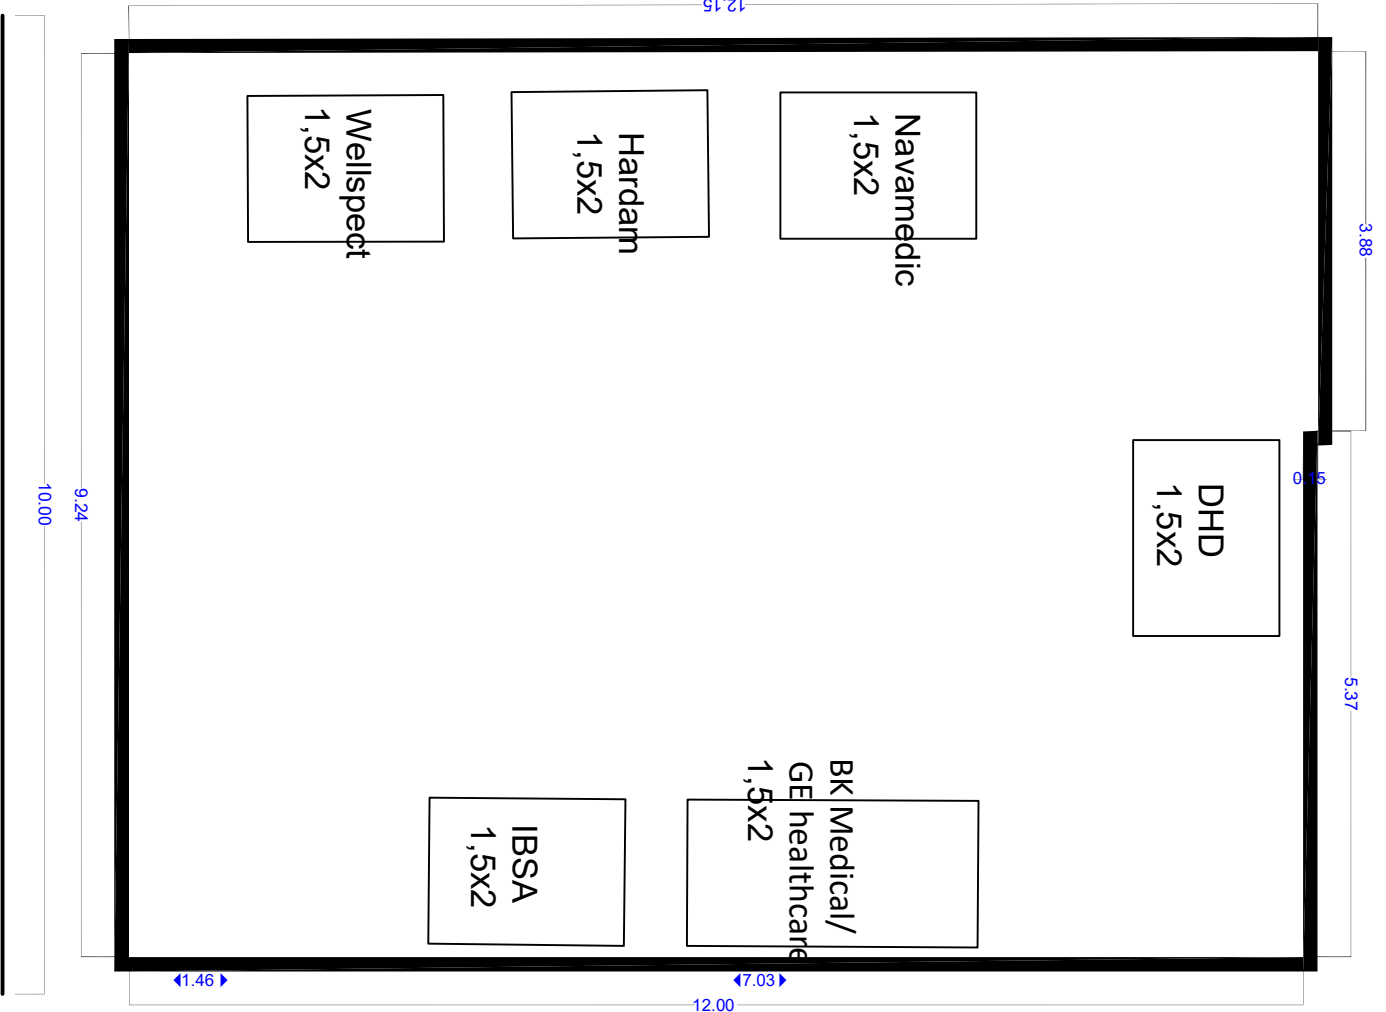 12.15
Wellspect
1,5x2
Hardam
1,5x2
Navamedic
1,5x2
3.88
10.00
9.24
0.15
DHD
1,5x2
5.37
IBSA
1,5x2
BK Medical/
GE healthcare
1,5x2
1.46
7.03
12.00